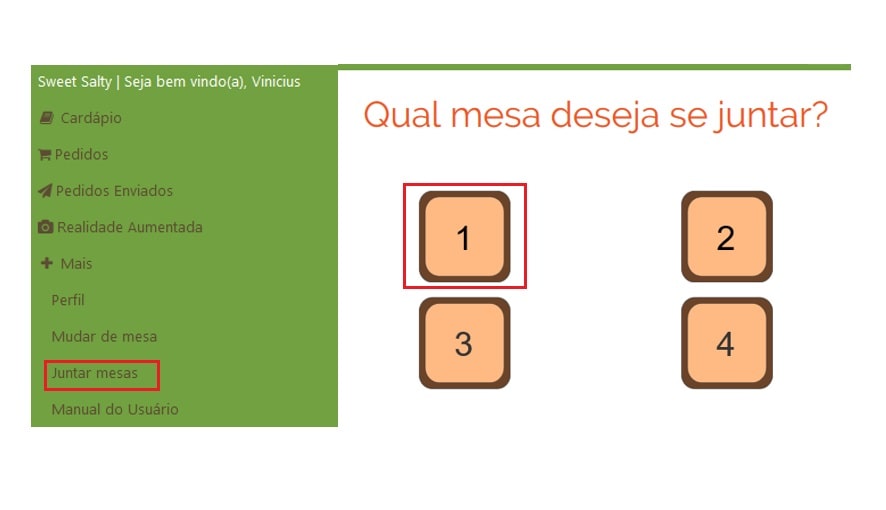 Sweet Salty | Seja bem vindo(a), Vinicius
Cardápio
Pedidos
Pedidos Enviados
Realidade Aumentada
Mais
Perfil
Mudar de mesa
Juntar mesas
Manual do Usuário
Qual mesa deseja se juntar?
1 2
3 4